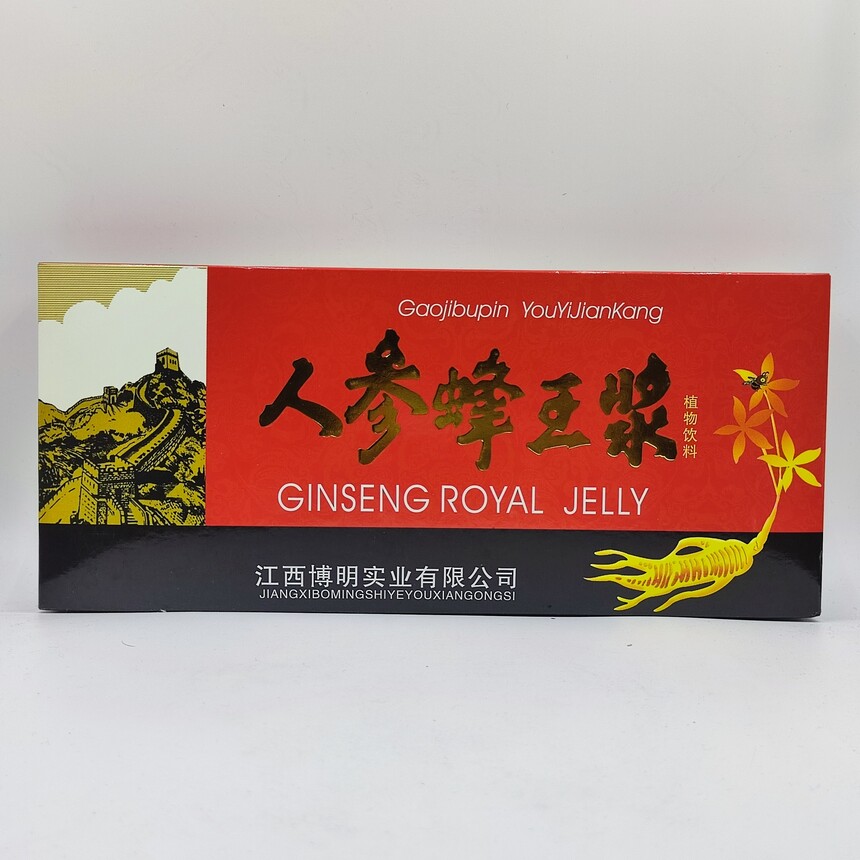 Gaojibupin YouYiJianKang
人参蜂王浆
植物饮料
GINSENG ROYAL JELLY
江西博明实业有限公司
JIANGXIBOMINGSHIYEYOUXIANGONGSI